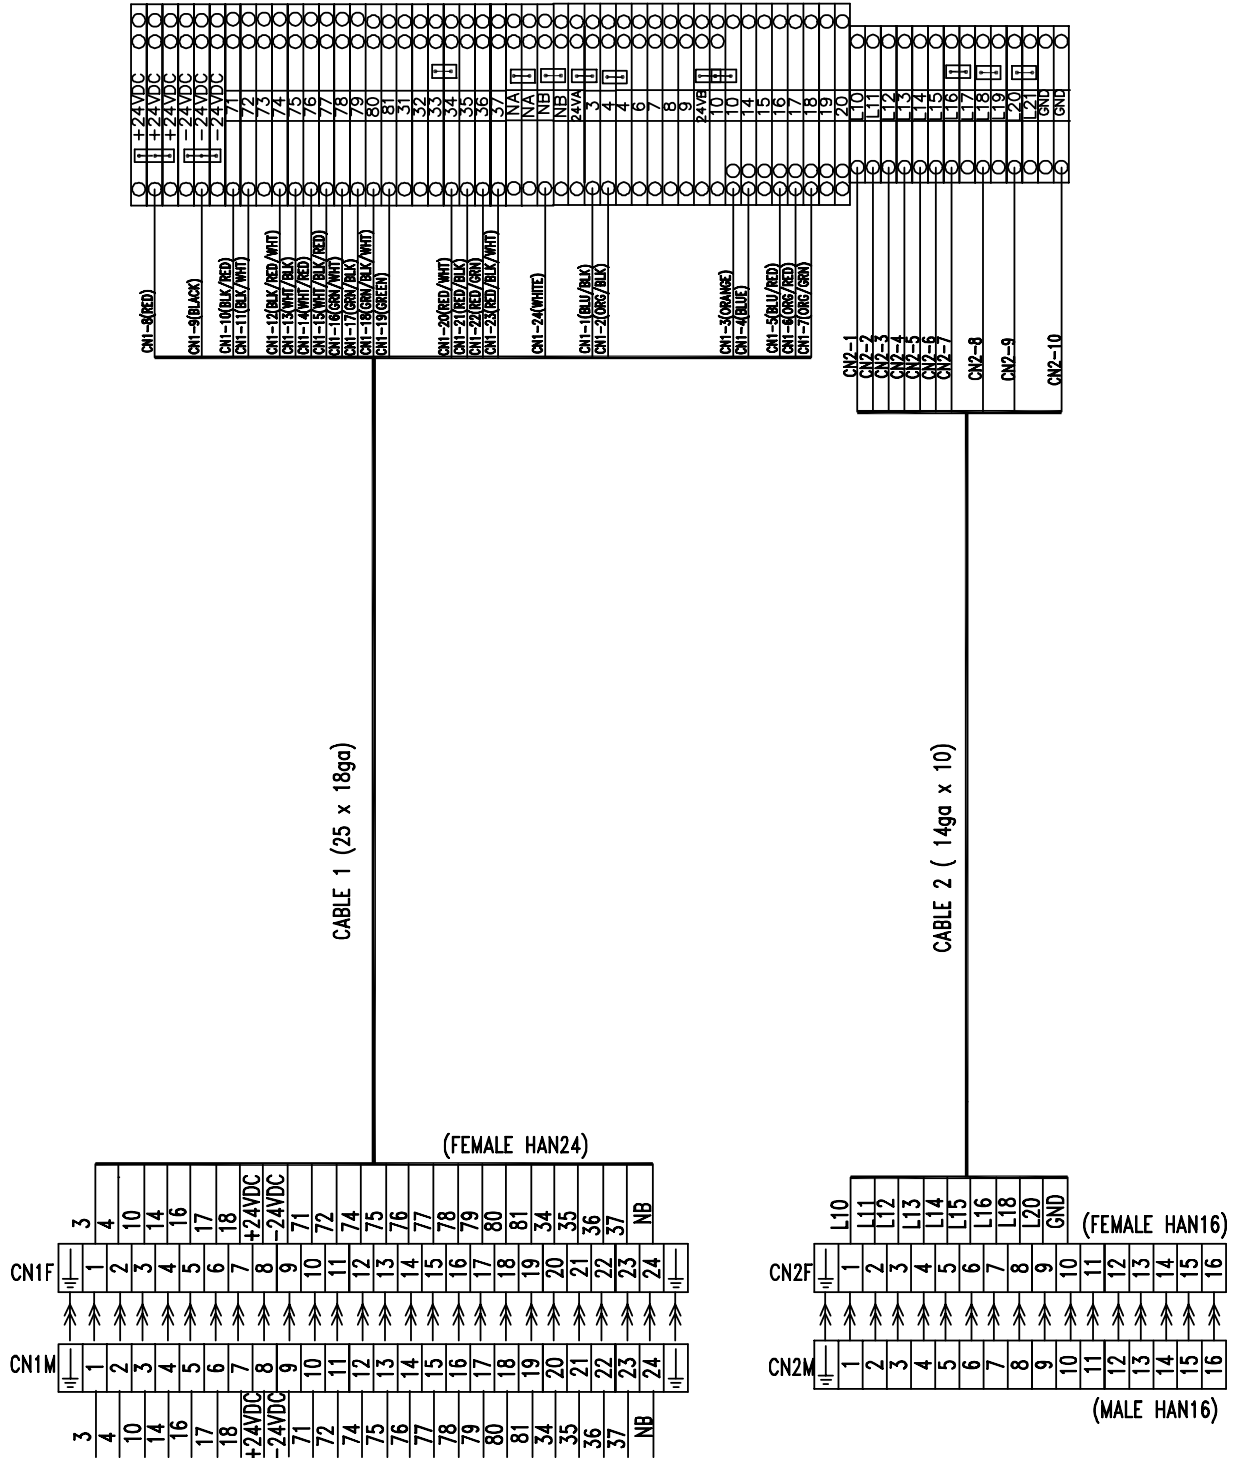 +24VDC
+24VDC
+24VDC
-24VDC
-24VDC
-24VDC
71
72
73
74
75
76
77
78
79
80
81
31
32
33
34
35
36
37
NA
NA
NB
NB
24VA
3
4
4
6
7
8
9
24VB
10
10
14
15
16
17
18
19
20
L10
L11
L12
L13
L14
L15
L16
L17
L18
L19
L20
L21
GND
GND
CN1-8(RED)
CN1-9(BLACK)
CN1-10(BLK/RED)
CN1-11(BLK/WHT)
CN1-12(BLK/RED/WHT)
CN1-13(WHT/BLK)
CN1-14(WHT/RED)
CN1-15(WHT/BLK/RED)
CN1-16(GRN/WHT)
CN1-17(GRN/BLK)
CN1-18(GRN/BLK/WHT)
CN1-19(GREEN)
CN1-20(RED/WHT)
CN1-21(RED/BLK)
CN1-22(RED/GRN)
CN1-23(RED/BLK/WHT)
CN1-24(WHITE)
CN1-1(BLU/BLK)
CN1-2(ORG/BLK)
CN1-3(ORANGE)
CN1-4(BLUE)
CN1-5(BLU/RED)
CN1-6(ORG/RED)
CN1-7(ORG/GRN)
CN2-1
CN2-2
CN2-3
CN2-4
CN2-5
CN2-6
CN2-7
CN2-8
CN2-9
CN2-10
CABLE 1 (25 x 18ga)
CABLE 2 ( 14ga x 10)
(FEMALE HAN24)
3
4
10
14
16
17
18
+24VDC
-24VDC
71
72
74
75
76
77
78
79
80
81
34
35
36
37
NB
L10
L11
L12
L13
L14
L15
L16
L18
L20
GND
(FEMALE HAN16)
CN1F
1
2
3
4
5
6
7
8
9
10
11
12
13
14
15
16
17
18
19
20
21
22
23
24
CN2F
1
2
3
4
5
6
7
8
9
10
11
12
13
14
15
16
CN1M
1
2
3
4
5
6
7
8
9
10
11
12
13
14
15
16
17
18
19
20
21
22
23
24
CN2M
1
2
3
4
5
6
7
8
9
10
11
12
13
14
15
16
(MALE HAN16)
3
4
10
14
16
17
18
+24VDC
-24VDC
71
72
74
75
76
77
78
79
80
81
34
35
36
37
NB